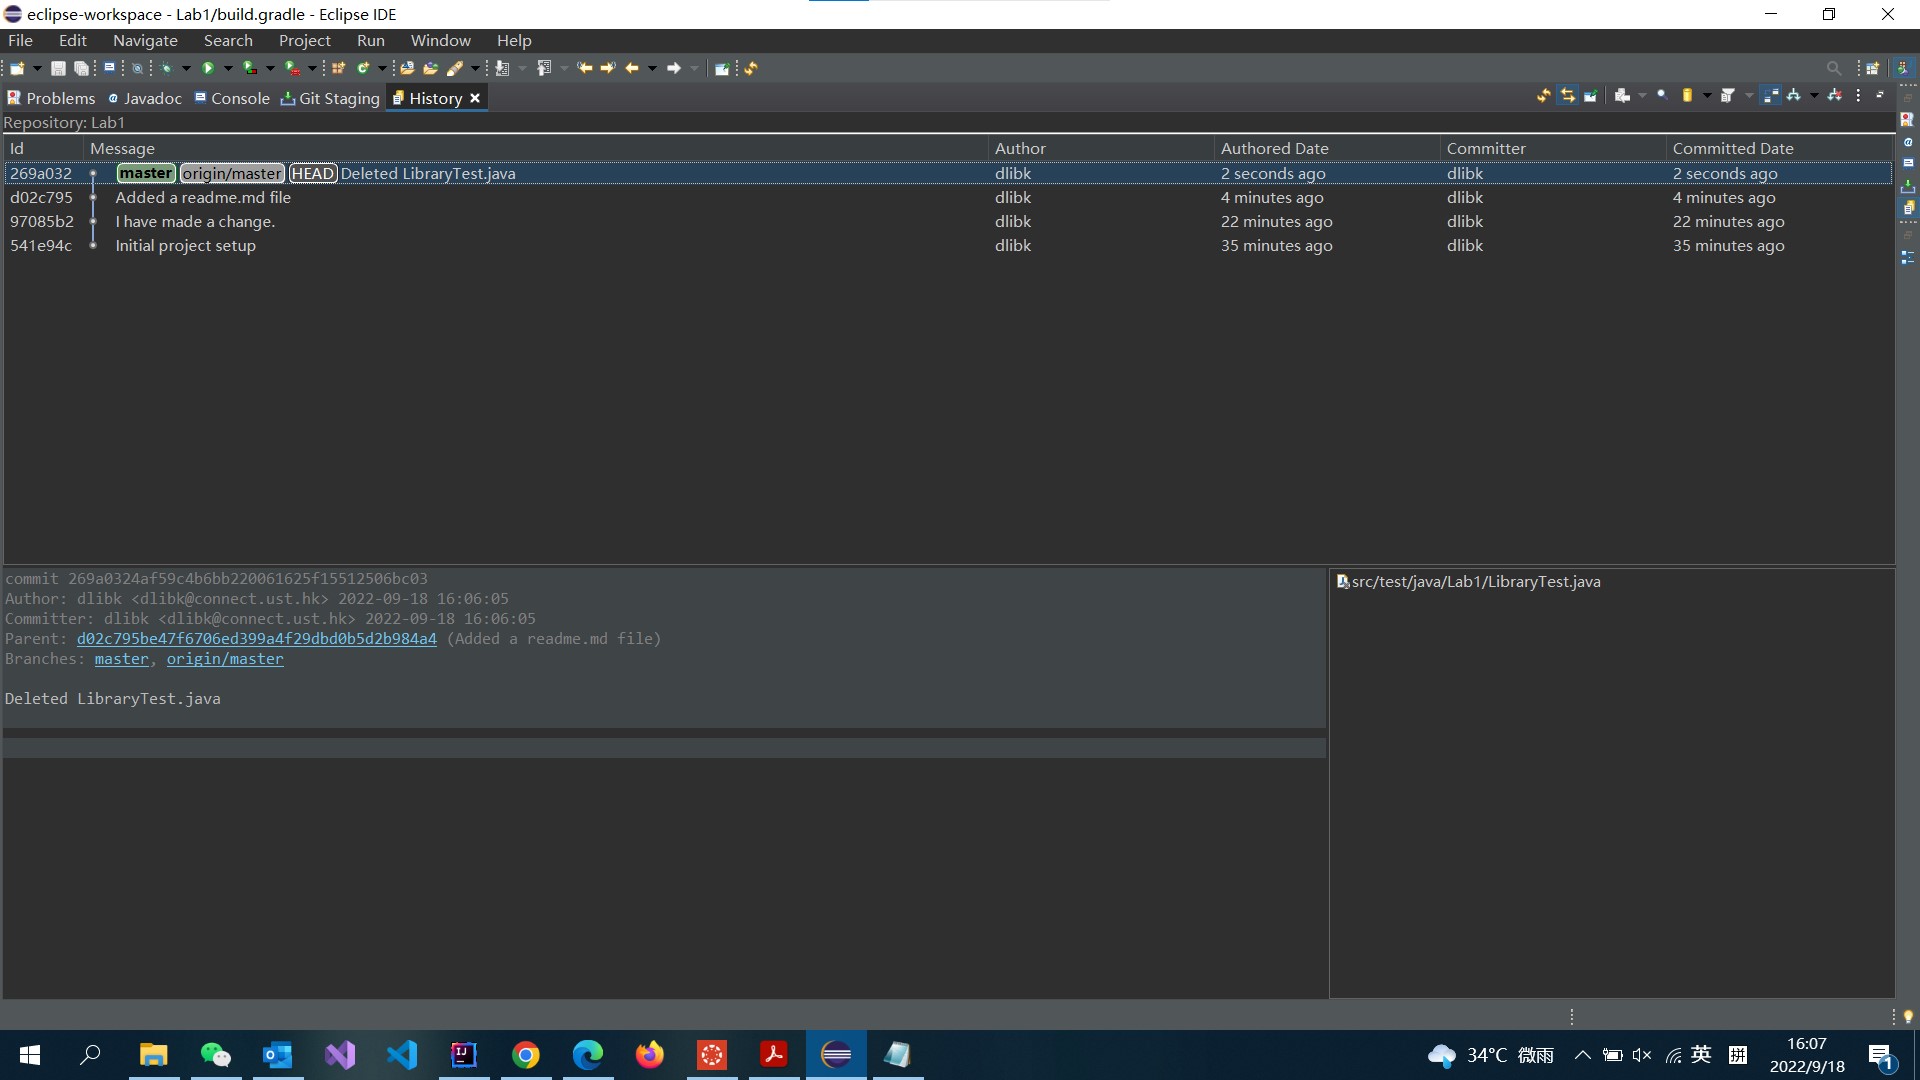 eclipse-workspace - Lab1/build.gradle - Eclipse IDE
File Edit Navigate Search Project Run Window Help
Problems Javadoc Console Git Staging History
Repository: Lab1
Id Message Author Authored Date Committer Committed Date
269a032 master origin/master HEAD Deleted LibraryTest.java dlibk 2 seconds ago dlibk 2 seconds ago
d02c795 Added a readme.md file dlibk 4 minutes ago dlibk 4 minutes ago
97085b2 I have made a change. dlibk 22 minutes ago dlibk 22 minutes ago
541e94c Initial project setup dlibk 35 minutes ago dlibk 35 minutes ago
commit 269a0324af59c4b6bb220061625f15512506bc03
Author: dlibk <dlibk@connect.ust.hk> 2022-09-18 16:06:05
Committer: dlibk <dlibk@connect.ust.hk> 2022-09-18 16:06:05
Parent: d02c795be47f6706ed399a4f29dbd0b5d2b984a4 (Added a readme.md file)
Branches: master, origin/master
Deleted LibraryTest.java
src/test/java/Lab1/LibraryTest.java
34°C 微雨 英 拼
16:07
2022/9/18
1